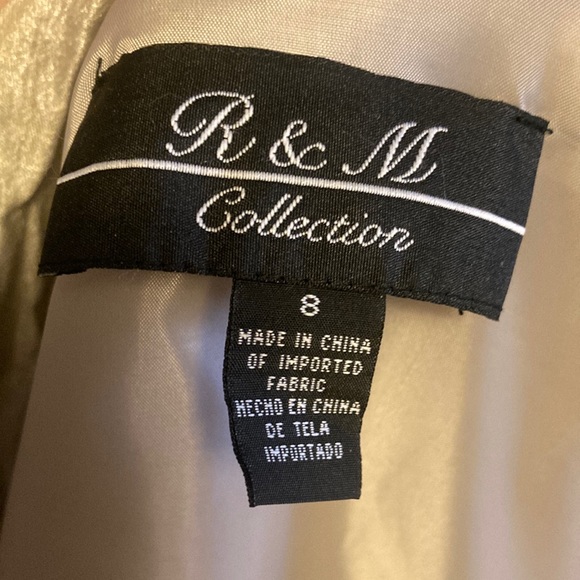 R & M
Collection
8
MADE IN CHINA
OF IMPORTED
FABRIC
HECHO EN CHINA
DE TELA
IMPORTADO